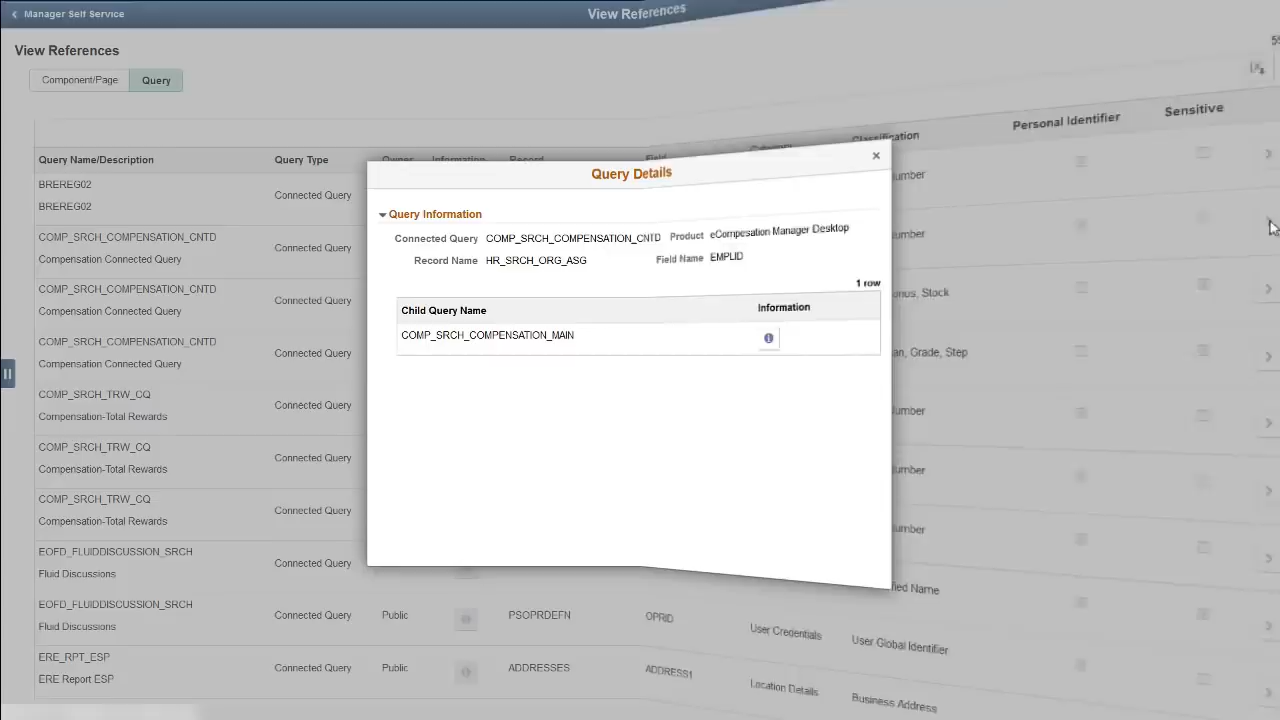 Manager Self Service
View References
View References
Component/Page
Query
Personal Identifier
Sensitive
Query Name/Description
Query Type
Classification
BREREG02
BREREG02
Connected Query
COMP_SRCH_COMPENSATION_CNTD
Compensation Connected Query
Connected Query
COMP_SRCH_COMPENSATION_CNTD
Compensation Connected Query
Connected Query
COMP_SRCH_COMPENSATION_CNTD
Compensation Connected Query
Connected Query
COMP_SRCH_TRW_CQ
Compensation-Total Rewards
Connected Query
COMP_SRCH_TRW_CQ
Compensation-Total Rewards
Connected Query
COMP_SRCH_TRW_CQ
Compensation-Total Rewards
Connected Query
EOFD_FLUIDDISCUSSION_SRCH
Fluid Discussions
Connected Query
EOFD_FLUIDDISCUSSION_SRCH
Fluid Discussions
Connected Query
Public
PSOPRDEFN
OPRID
User Credentials
User Global Identifier
ERE_RPT_ESP
ERE Report ESP
Connected Query
Public
ADDRESSES
ADDRESS1
Location Details
Business Address
Stock
Grade, Step
Name
Query Details
Query Information
Connected Query COMP_SRCH_COMPENSATION_CNTD Product eCompesation Manager Desktop
Record Name HR_SRCH_ORG_ASG Field Name EMPLID
1 row
Child Query Name Information
COMP_SRCH_COMPENSATION_MAIN